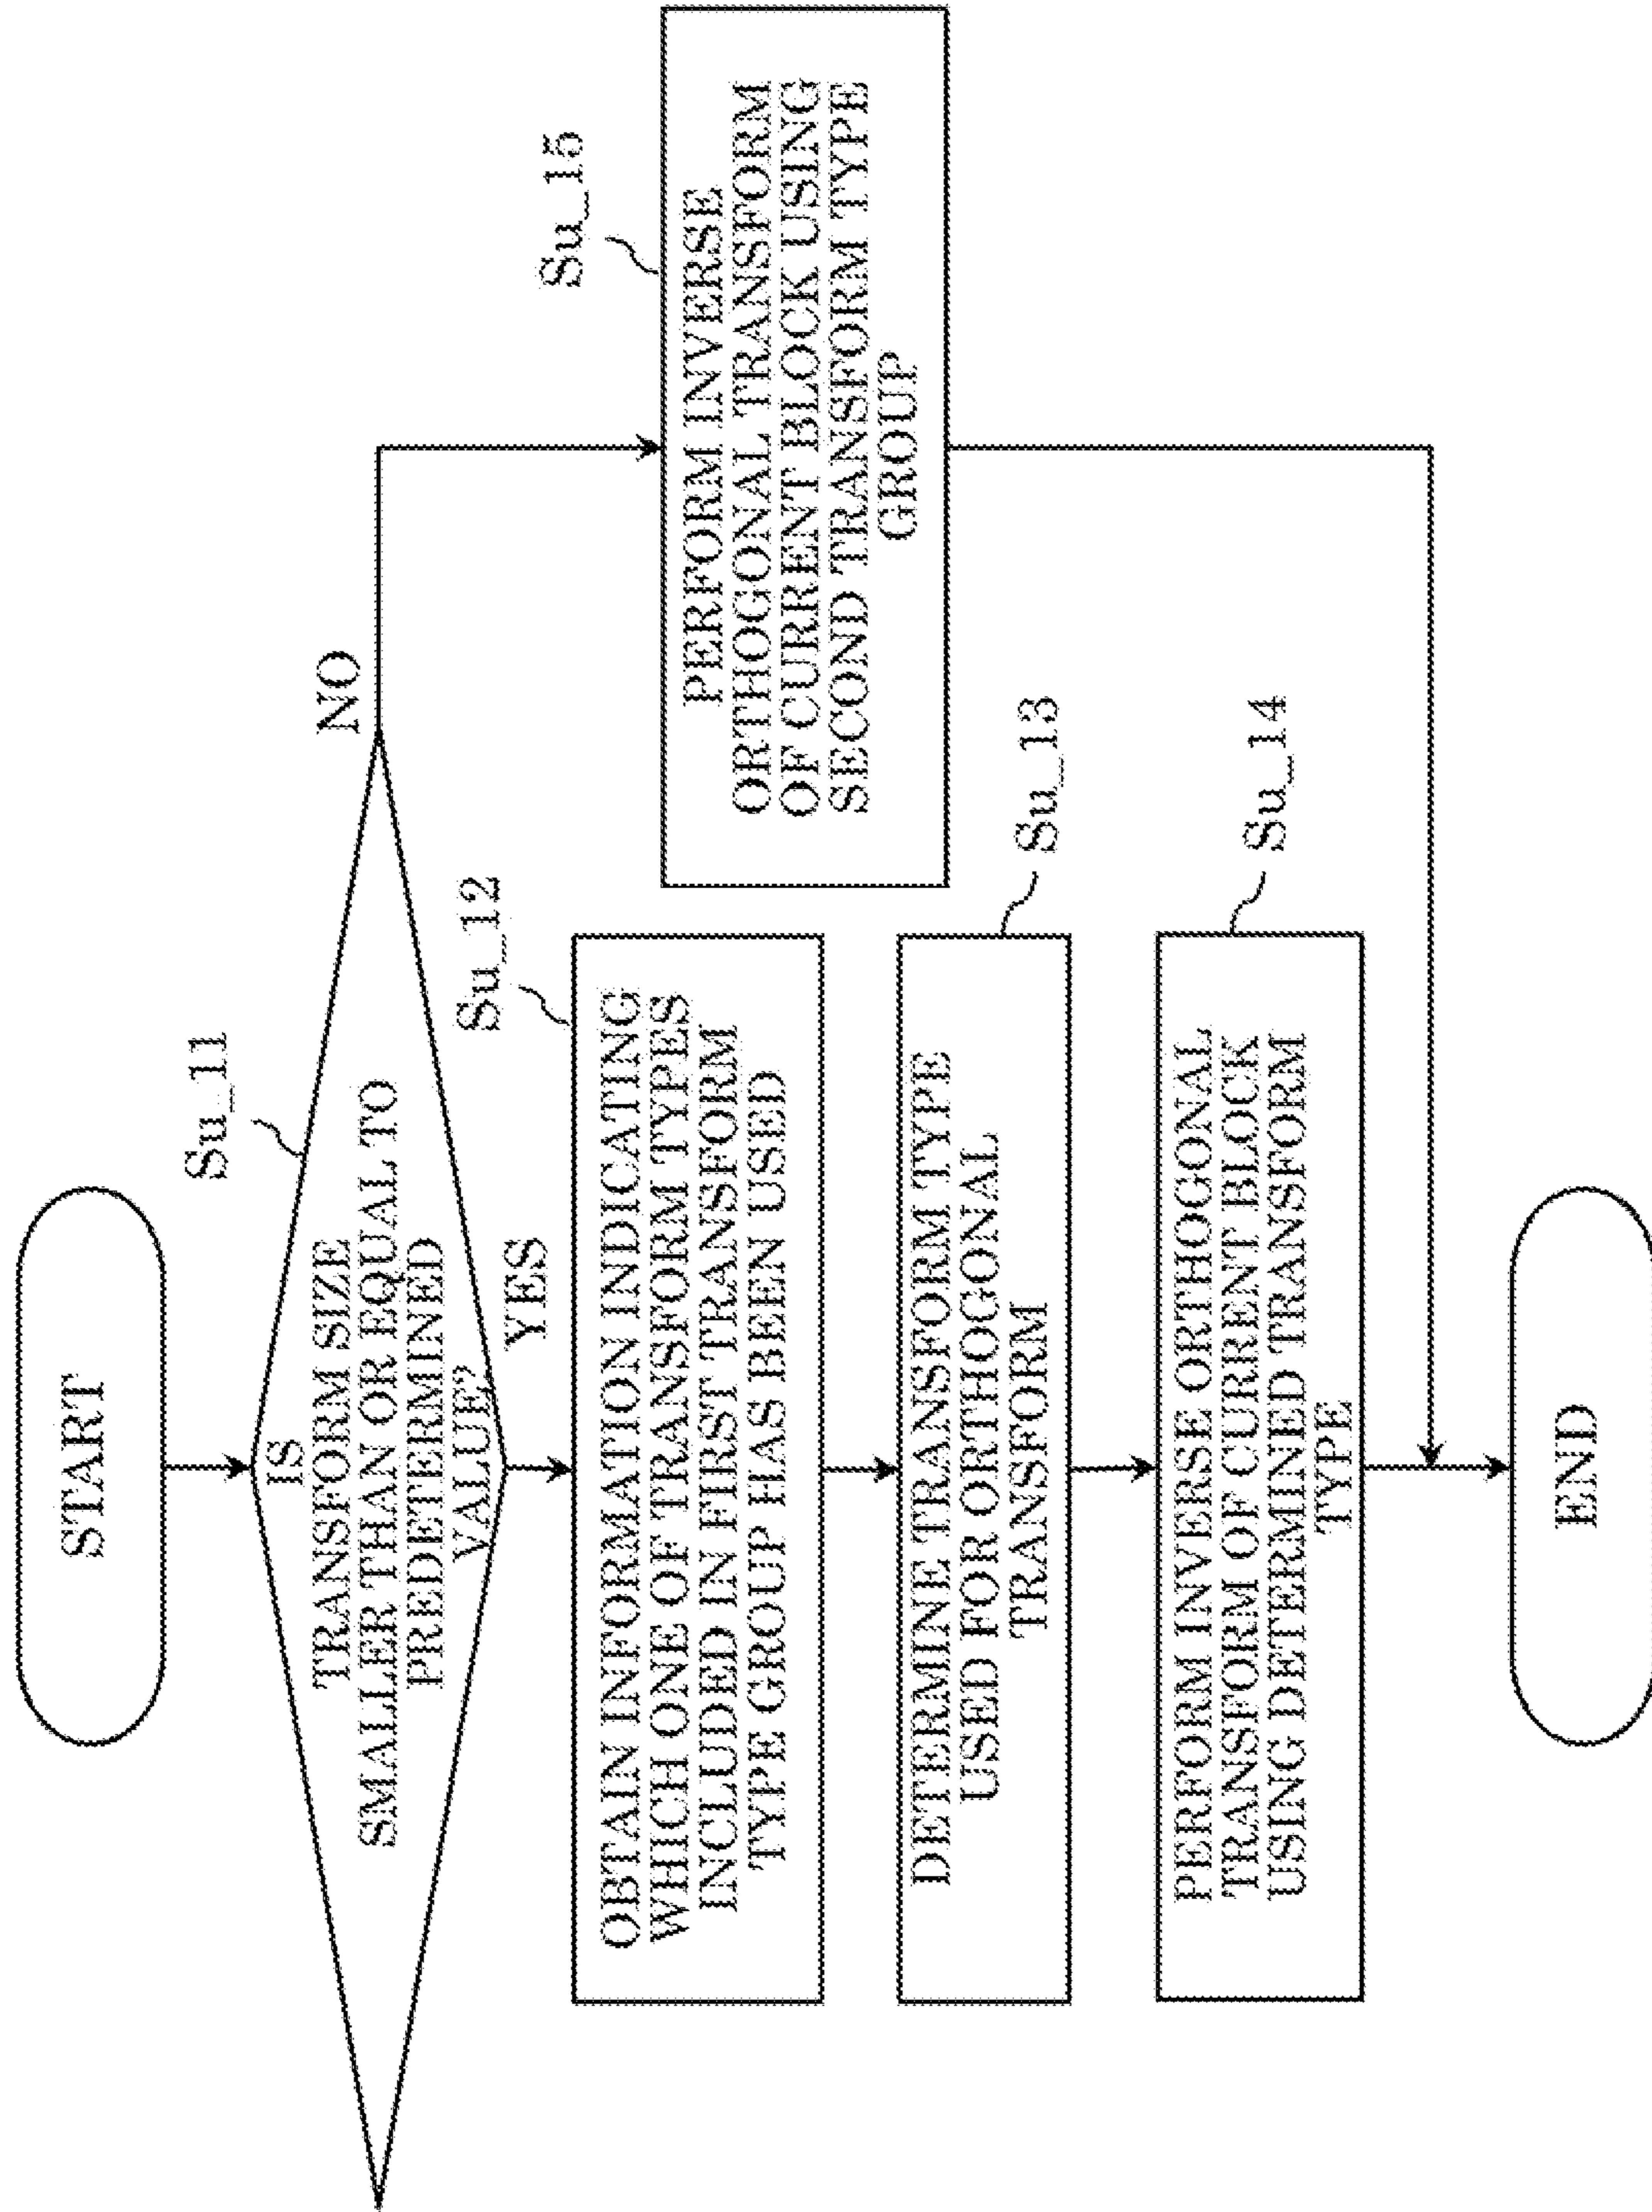 START
Su_11
IS
TRANSFORM SIZE
SMALLER THAN OR EQUAL TO
PREDETERMINED
VALUE?
NO
YES
Su_12
OBTAIN INFORMATION INDICATING
WHICH ONE OF TRANSFORM TYPES
INCLUDED IN FIRST TRANSFORM
TYPE GROUP HAS BEEN USED
Su_15
PERFORM INVERSE
ORTHOGONAL TRANSFORM
OF CURRENT BLOCK USING
SECOND TRANSFORM TYPE
GROUP
Su_13
DETERMINE TRANSFORM TYPE
USED FOR ORTHOGONAL
TRANSFORM
Su_14
PERFORM INVERSE ORTHOGONAL
TRANSFORM OF CURRENT BLOCK
USING DETERMINED TRANSFORM
TYPE
END